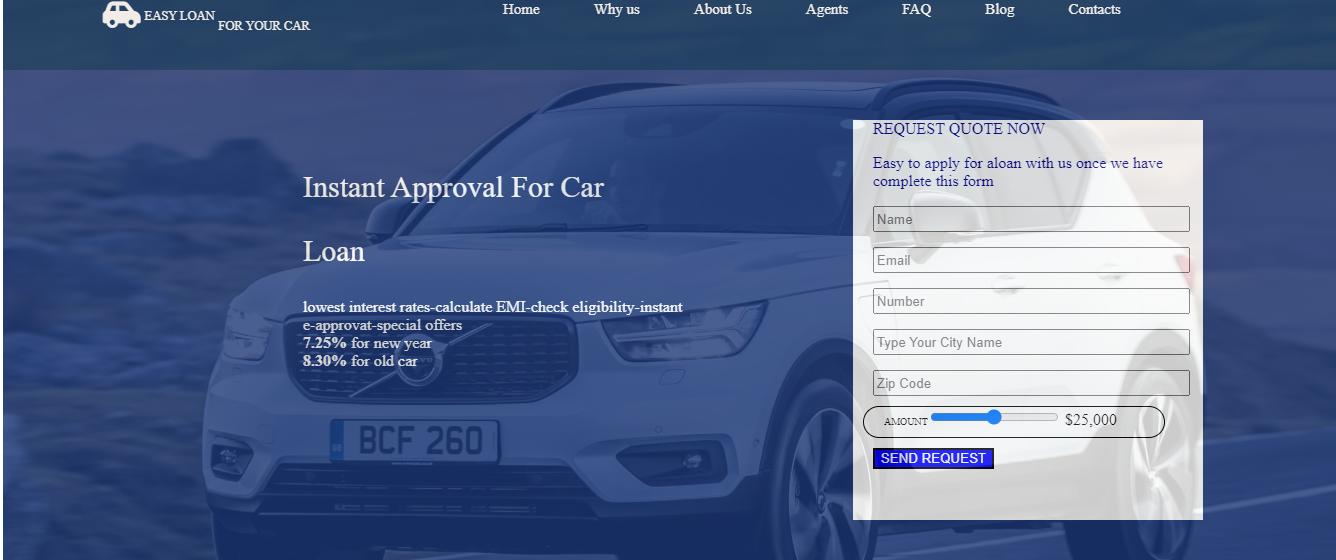 EASY LOAN
FOR YOUR CAR
Home Why us About Us Agents FAQ Blog Contacts
Instant Approval For Car
Loan
lowest interest rates-calculate EMI-check eligibility-instant
e-approvat-special offers
7.25% for new year
8.30% for old car
BCF 260
REQUEST QUOTE NOW
Easy to apply for aloan with us once we have
complete this form
Name
Email
Number
Type Your City Name
Zip Code
AMOUNT $25,000
SEND REQUEST